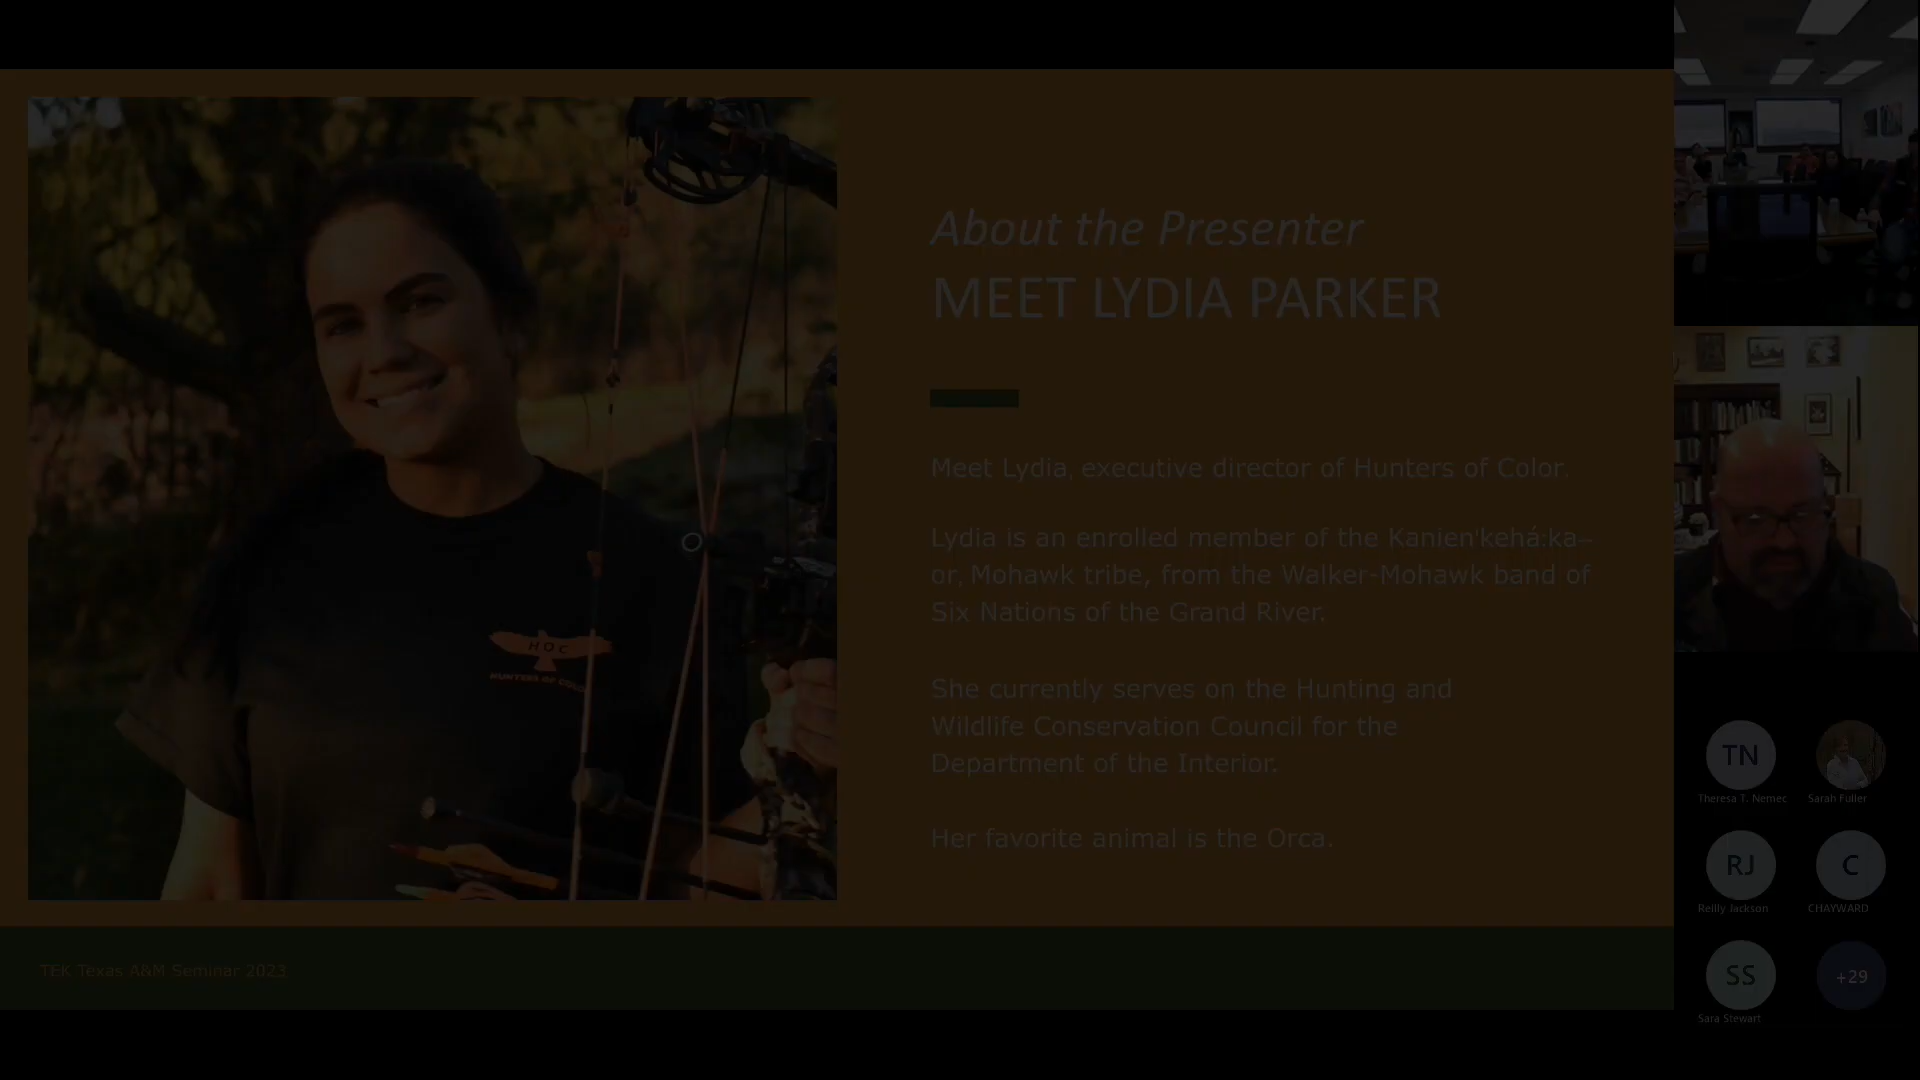 About the Presenter
MEET LYDIA PARKER
Meet Lydia, executive director of Hunters of Color.
Lydia is an enrolled member of the Kanien'kehá:ka–
or, Mohawk tribe, from the Walker-Mohawk band of
Six Nations of the Grand River.
She currently serves on the Hunting and
Wildlife Conservation Council for the
Department of the Interior.
Her favorite animal is the Orca.
HOC
HUNTERS OF COLOR
TEK Texas A&M Seminar 2023
TN
Theresa T. Nemec
Sarah Fuller
RJ
Reilly Jackson
C
CHAYWARD
SS
Sara Stewart
+29